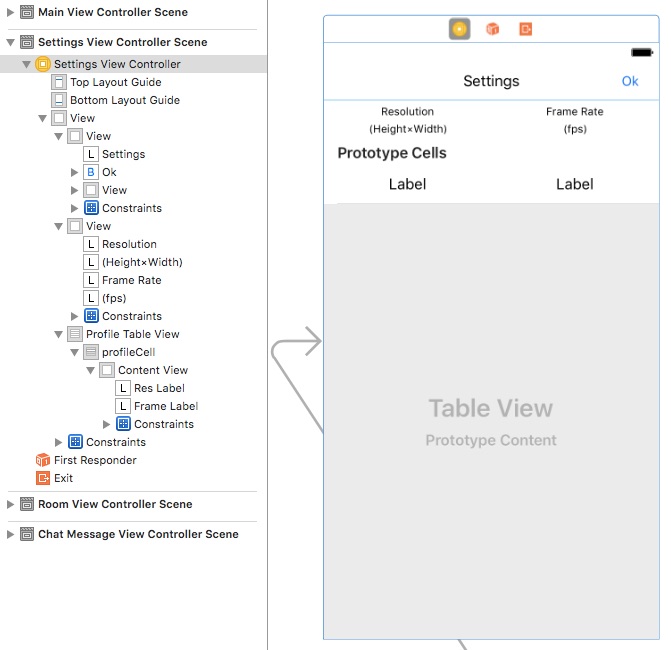 Main View Controller Scene
Settings View Controller Scene
Settings View Controller
Top Layout Guide
Bottom Layout Guide
View
View
L Settings
B Ok
View
Constraints
View
L Resolution
L (Height×Width)
L Frame Rate
L (fps)
Constraints
Profile Table View
profileCell
Content View
L Res Label
L Frame Label
Constraints
Constraints
First Responder
Exit
Room View Controller Scene
Chat Message View Controller Scene
Settings Ok
Resolution Frame Rate
(Height×Width) (fps)
Prototype Cells
Label Label
Table View
Prototype Content